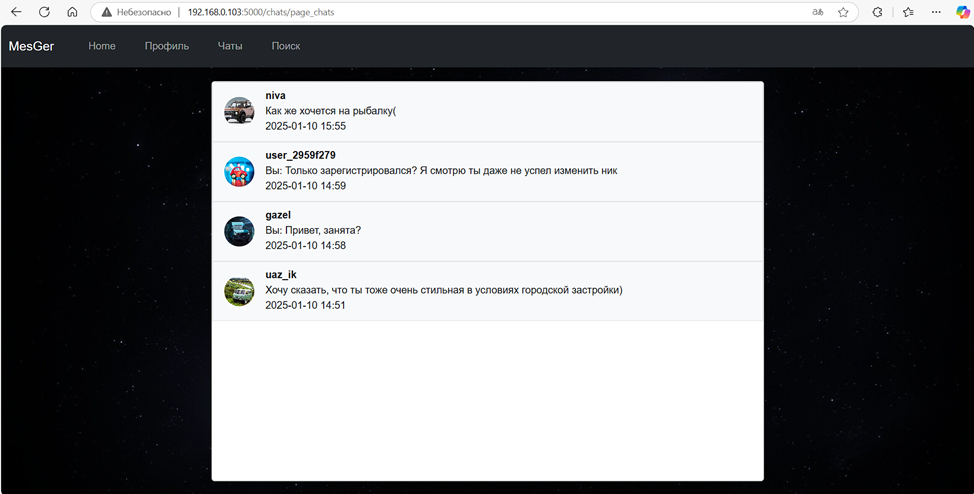 Небезопасно | 192.168.0.103:5000/chats/page_chats
MesGer Home Профиль Чаты Поиск
niva
Как же хочется на рыбалку(
2025-01-10 15:55
user_2959f279
Вы: Только зарегистрировался? Я смотрю ты даже не успел изменить ник
2025-01-10 14:59
gazel
Вы: Привет, занята?
2025-01-10 14:58
uaz_ik
Хочу сказать, что ты тоже очень стильная в условиях городской застройки)
2025-01-10 14:51